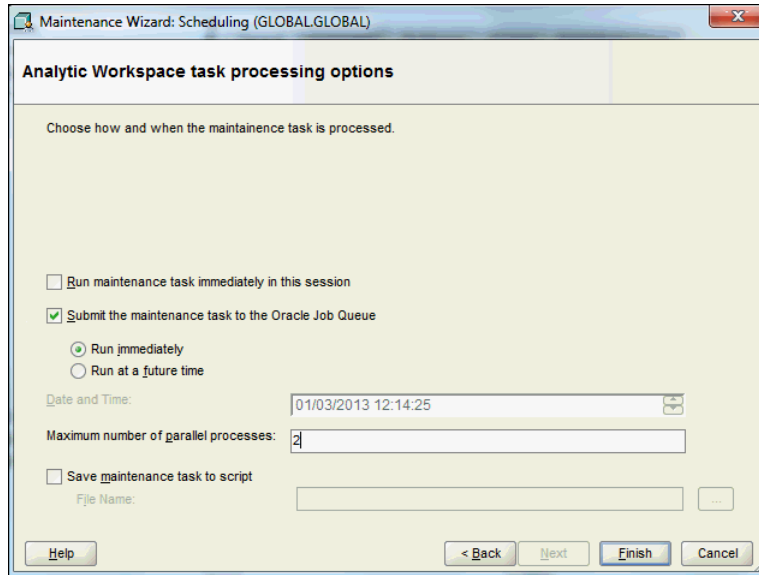 Maintenance Wizard: Scheduling (GLOBAL.GLOBAL)
Analytic Workspace task processing options
Choose how and when the maintainence task is processed.
Run maintenance task immediately in this session
Submit the maintenance task to the Oracle Job Queue
Run immediately
Run at a future time
Date and Time: 01/03/2013 12:14:25
Maximum number of parallel processes: 2
Save maintenance task to script
File Name: ...
Help < Back Next Finish Cancel